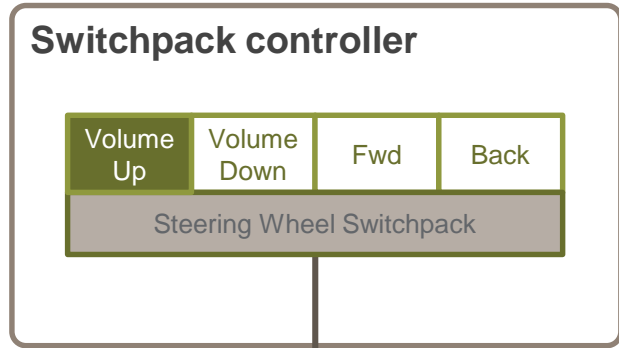 Switchpack controller
Volume Up
Volume Down
Fwd
Back
Steering Wheel Switchpack